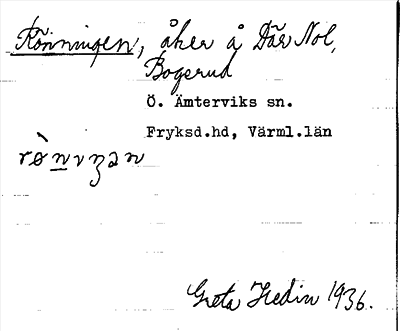 Rönningen, åker å Där Nol,
Bogerud
Ö. Ämterviks sn.
Fryksd.hd, Värml.län
Greta Hedin 1936.